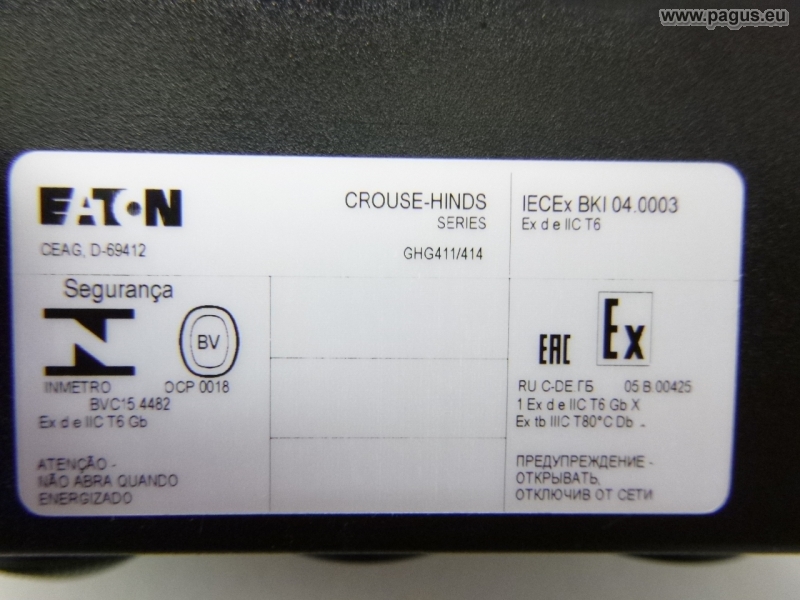 www.pagus.eu
EATON
CEAG, D-69412
CROUSE-HINDS
SERIES
GHG411/414
IECEx BKI 04.0003
Ex d e IIC T6
Segurança
BV
INMETRO OCP 0018
BVC15.4482
Ex d e IIC T6 Gb
ATENÇÃO -
NÃO ABRA QUANDO
ENERGIZADO
EAC Ex
RU C-DE.ГБ 05.B.00425
1 Ex d e IIC T6 Gb X
Ex tb IIIC T80°C Db -
ПРЕДУПРЕЖДЕНИЕ -
ОТКРЫВАТЬ,
ОТКЛЮЧИВ ОТ СЕТИ